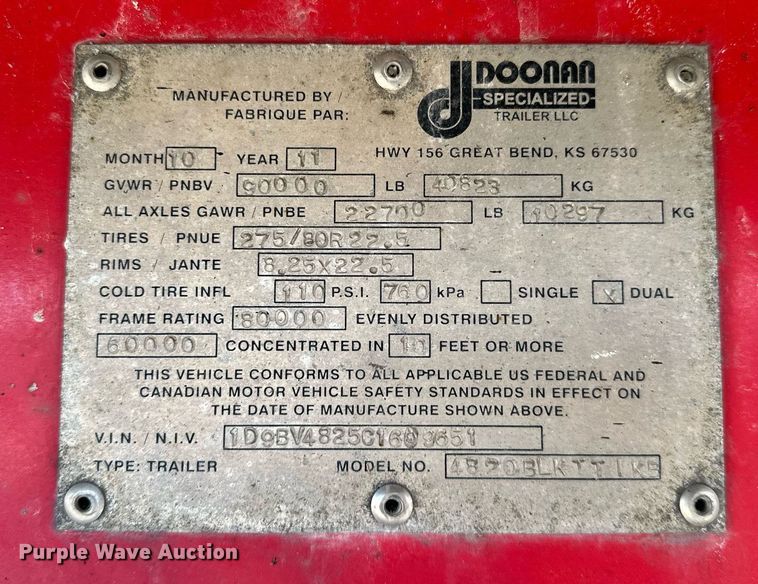 DOONAN
SPECIALIZED
TRAILER LLC
MANUFACTURED BY /
FABRIQUE PAR:
HWY 156 GREAT BEND, KS 67530
MONTH 10 YEAR 11
GVWR / PNBV 90000 LB 40823 KG
ALL AXLES GAWR / PNBE 22700 LB 10297 KG
TIRES / PNUE 275/80R22.5
RIMS / JANTE 8.25X22.5
COLD TIRE INFL 110 P.S.I. 760 kPa SINGLE X DUAL
FRAME RATING 80000 EVENLY DISTRIBUTED
60000 CONCENTRATED IN 10 FEET OR MORE
THIS VEHICLE CONFORMS TO ALL APPLICABLE US FEDERAL AND
CANADIAN MOTOR VEHICLE SAFETY STANDARDS IN EFFECT ON
THE DATE OF MANUFACTURE SHOWN ABOVE.
V.I.N. / N.I.V.
TYPE: TRAILER MODEL NO.
Purple Wave Auction